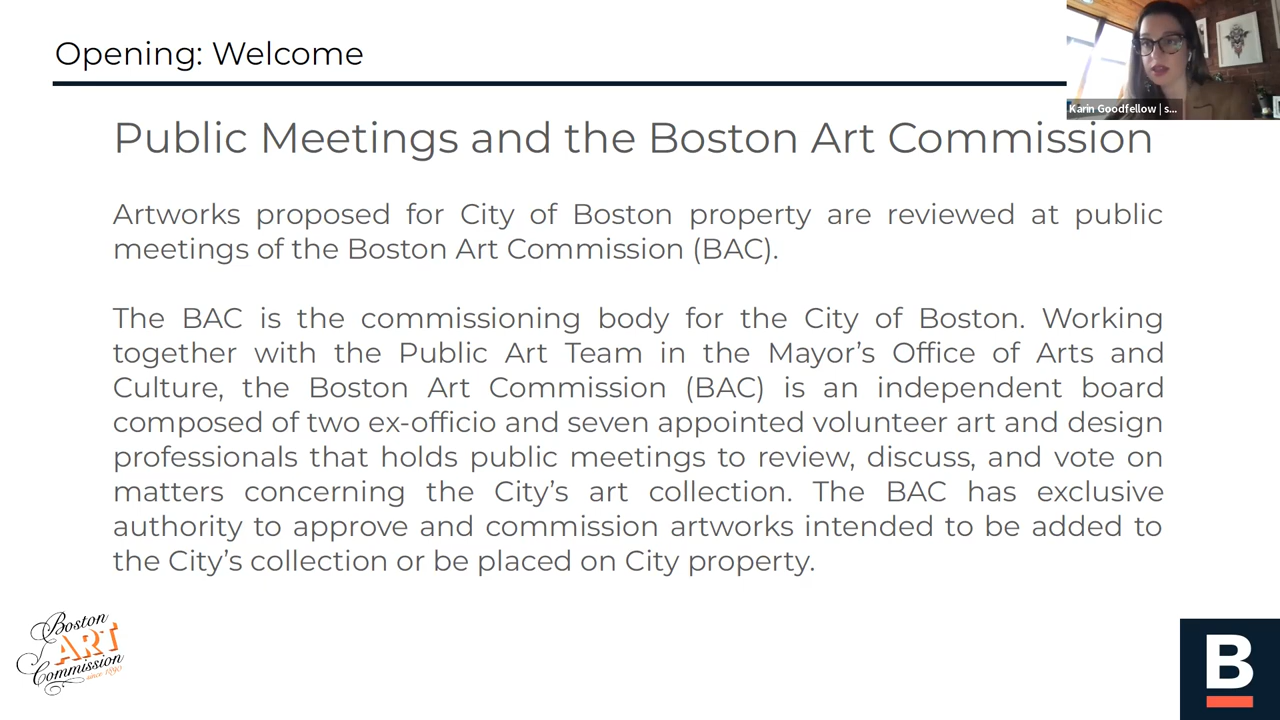 Opening: Welcome
Karin Goodfellow | s...
Public Meetings and the Boston Art Commission
Artworks proposed for City of Boston property are reviewed at public
meetings of the Boston Art Commission (BAC).
The BAC is the commissioning body for the City of Boston. Working
together with the Public Art Team in the Mayor’s Office of Arts and
Culture, the Boston Art Commission (BAC) is an independent board
composed of two ex-officio and seven appointed volunteer art and design
professionals that holds public meetings to review, discuss, and vote on
matters concerning the City’s art collection. The BAC has exclusive
authority to approve and commission artworks intended to be added to
the City’s collection or be placed on City property.
Boston
ART
Commission
since 1890
B